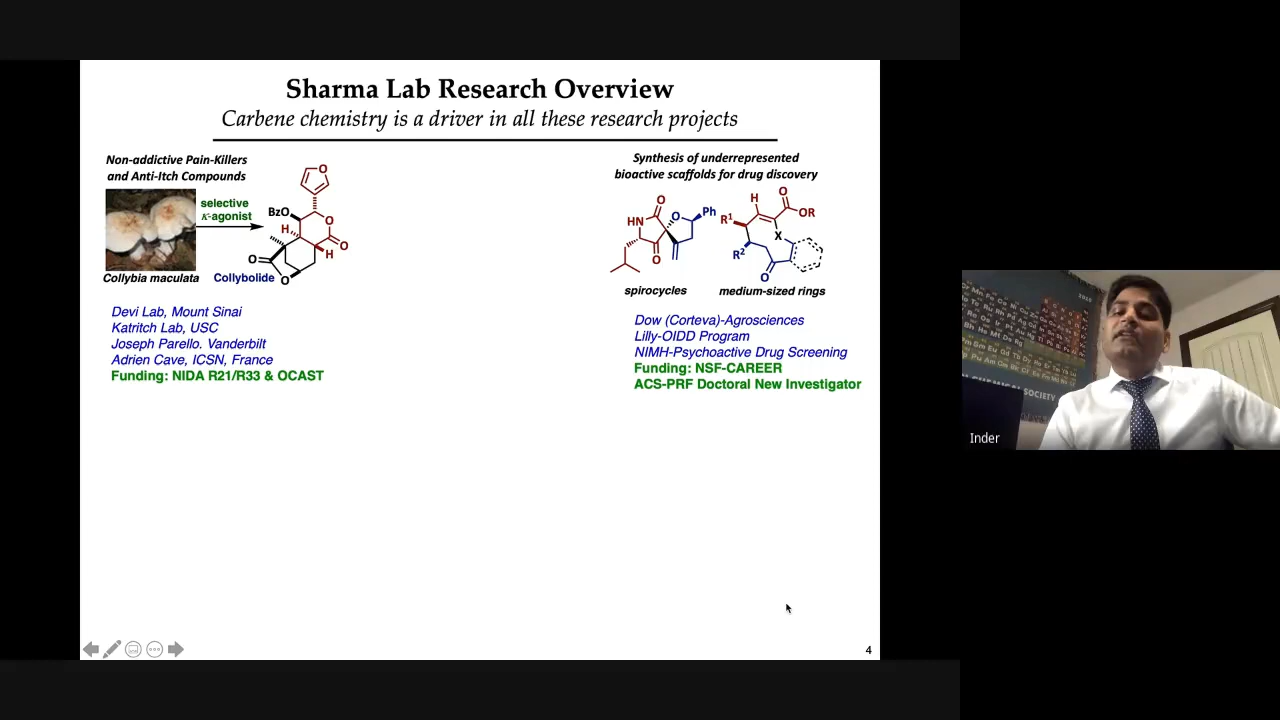 Sharma Lab Research Overview
Carbene chemistry is a driver in all these research projects
Non-addictive Pain-Killers
and Anti-Itch Compounds
selective
κ-agonist
Collybia maculata
Collybolide
BzO
O
O
O
O
O
H
H
Devi Lab, Mount Sinai
Katritch Lab, USC
Joseph Parello. Vanderbilt
Adrien Cave, ICSN, France
Funding: NIDA R21/R33 & OCAST
Synthesis of underrepresented
bioactive scaffolds for drug discovery
HN
O
O
O
Ph
H
O
OR
R1
X
R2
O
spirocycles
medium-sized rings
Dow (Corteva)-Agrosciences
Lilly-OIDD Program
NIMH-Psychoactive Drug Screening
Funding: NSF-CAREER
ACS-PRF Doctoral New Investigator
4
2019
CHEMICAL SOCIETY
Inder